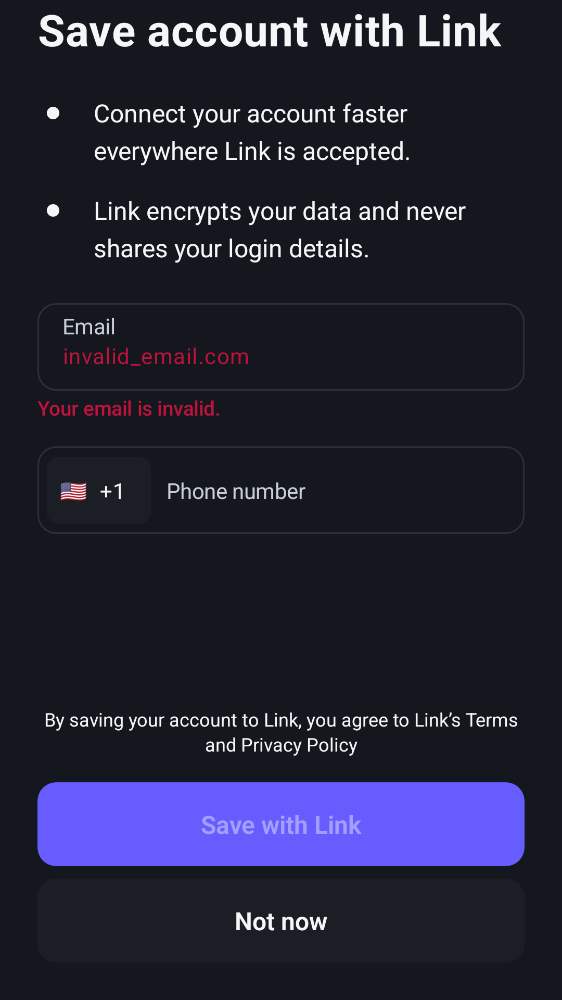 Save account with Link
Connect your account faster
everywhere Link is accepted.
Link encrypts your data and never
shares your login details.
Email
invalid_email.com
Your email is invalid.
+1 Phone number
By saving your account to Link, you agree to Link’s Terms
and Privacy Policy
Save with Link
Not now